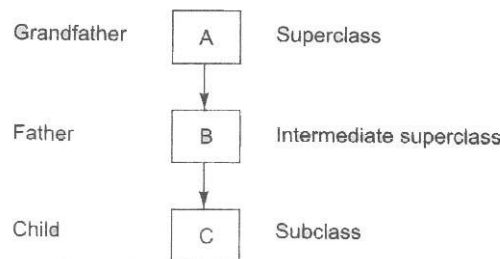 Grandfather A Superclass
Father B Intermediate superclass
Child C Subclass